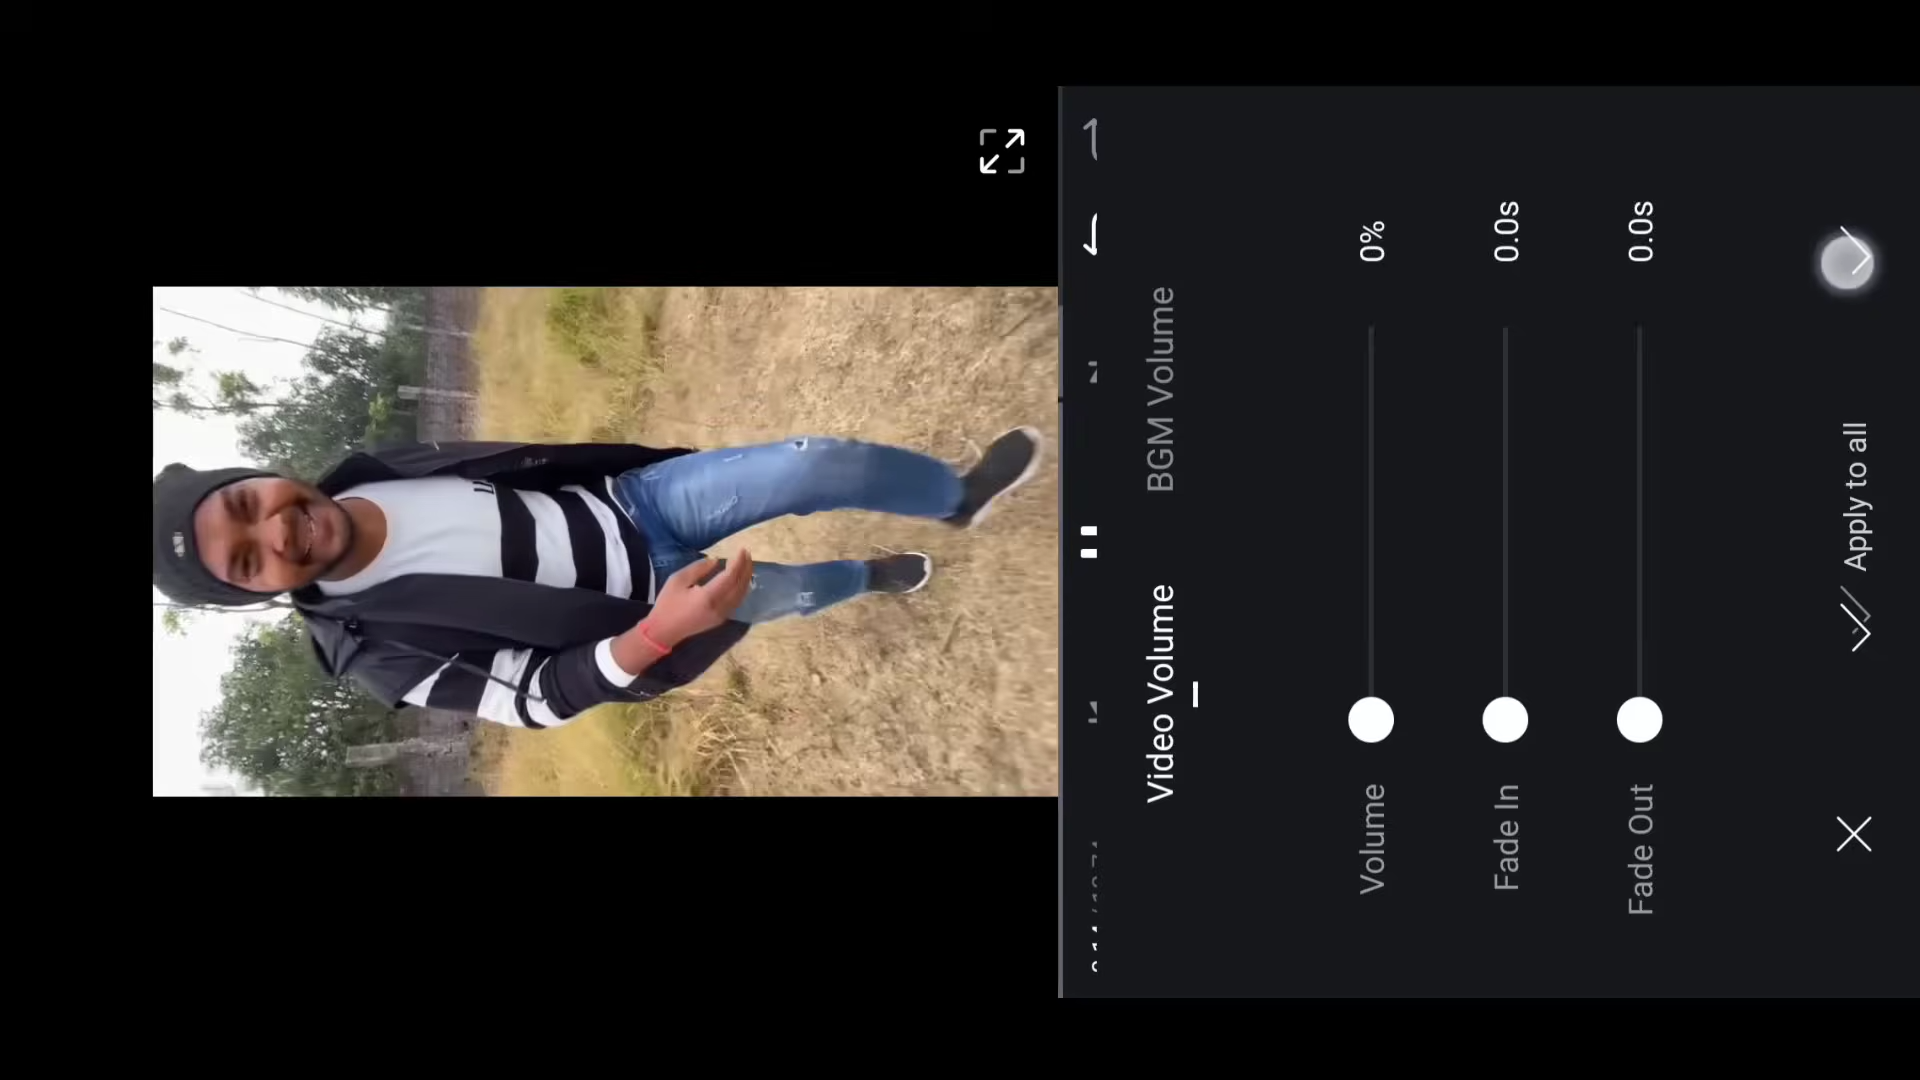 Video Volume BGM Volume
Volume 0%
Fade In 0.0s
Fade Out 0.0s
Apply to all